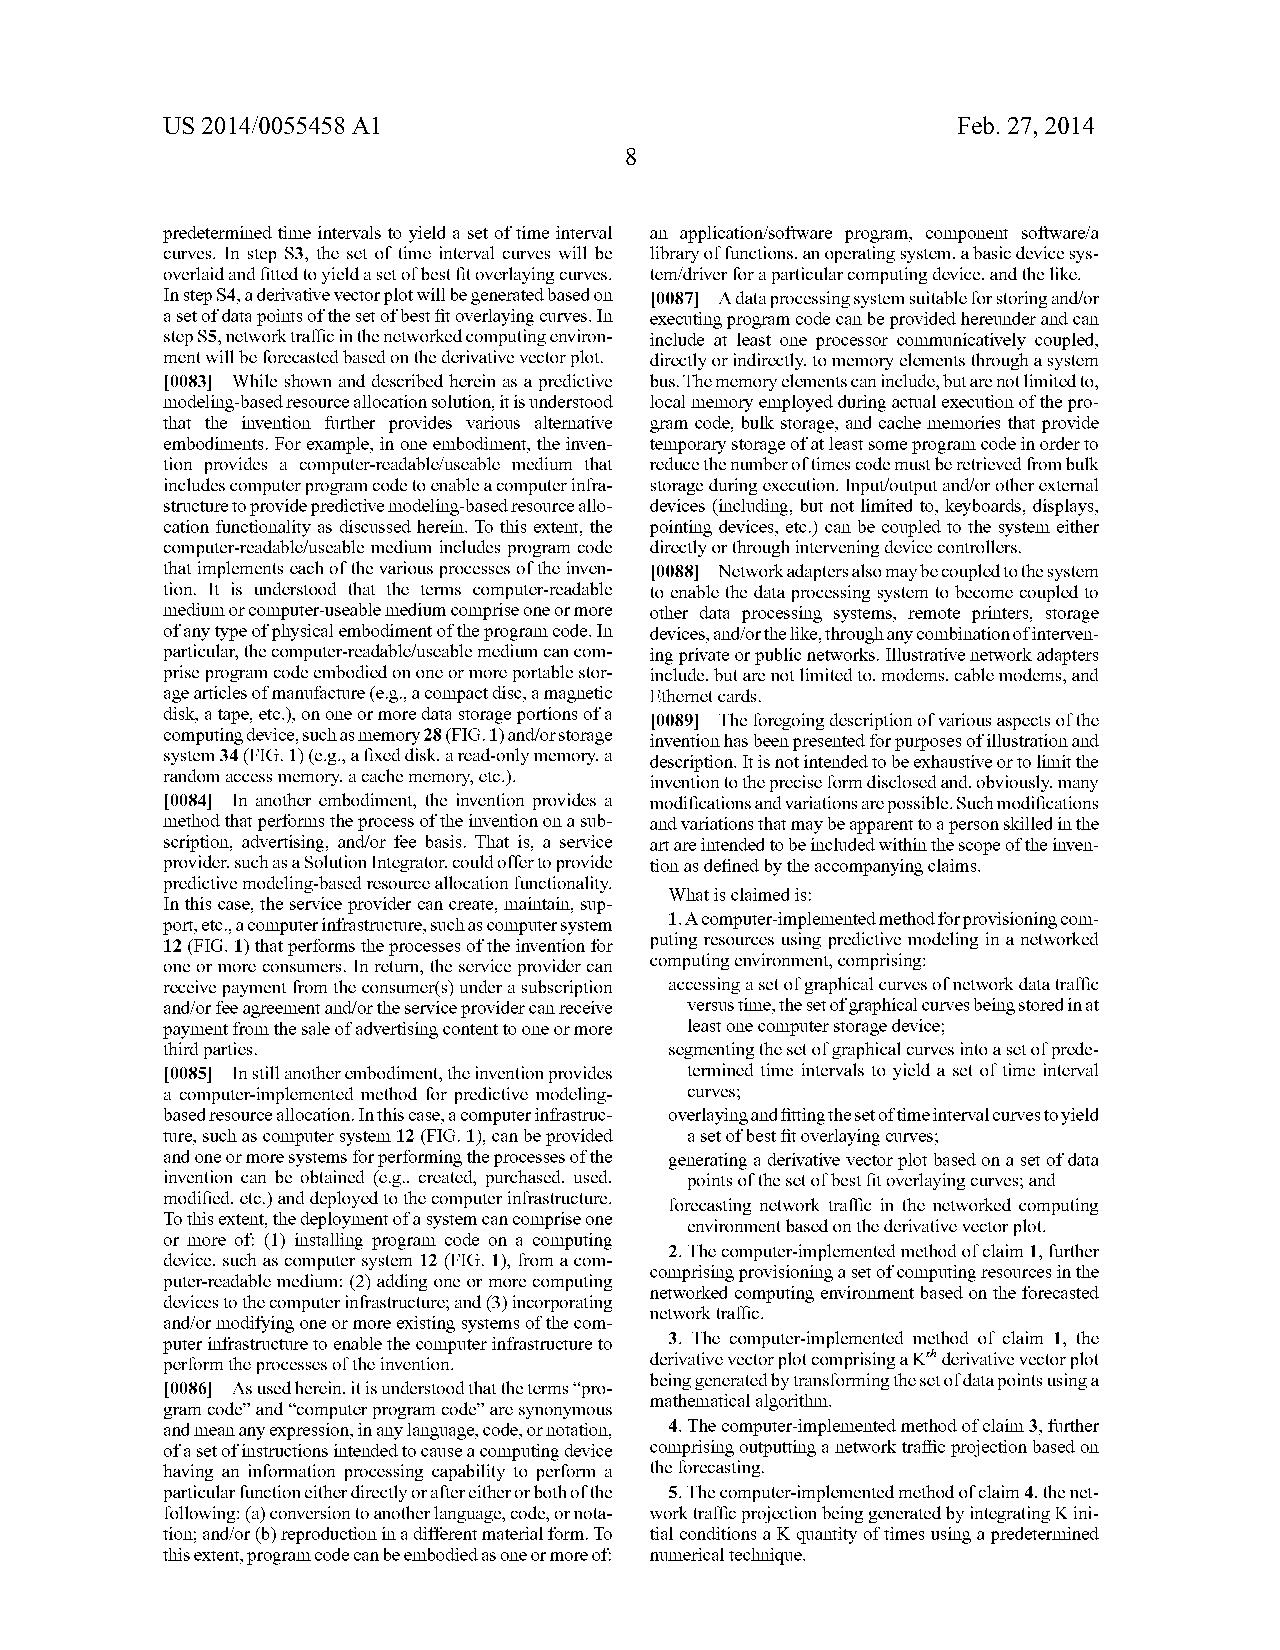 US 2014/0055458 A1
Feb. 27, 2014
8
predetermined time intervals to yield a set of time interval
curves. In step S3, the set of time interval curves will be
overlaid and fitted to yield a set of best fit overlaying curves.
In step S4, a derivative vector plot will be generated based on
a set of data points of the set of best fit overlaying curves. In
step S5, network traffic in the networked computing environ-
ment will be forecasted based on the derivative vector plot.
[0083] While shown and described herein as a predictive
modeling-based resource allocation solution, it is understood
that the invention further provides various alternative
embodiments. For example, in one embodiment, the inven-
tion provides a computer-readable/useable medium that
includes computer program code to enable a computer infra-
structure to provide predictive modeling-based resource allo-
cation functionality as discussed herein. To this extent, the
computer-readable/useable medium includes program code
that implements each of the various processes of the inven-
tion. It is understood that the terms computer-readable
medium or computer-useable medium comprise one or more
of any type of physical embodiment of the program code. In
particular, the computer-readable/useable medium can com-
prise program code embodied on one or more portable stor-
age articles of manufacture (e.g., a compact disc, a magnetic
disk, a tape, etc.), on one or more data storage portions of a
computing device, such as memory 28 (FIG. 1) and/or storage
system 34 (FIG. 1) (e.g., a fixed disk, a read-only memory, a
random access memory, a cache memory, etc.).
[0084] In another embodiment, the invention provides a
method that performs the process of the invention on a sub-
scription, advertising, and/or fee basis. That is, a service
provider, such as a Solution Integrator, could offer to provide
predictive modeling-based resource allocation functionality.
In this case, the service provider can create, maintain, sup-
port, etc., a computer infrastructure, such as computer system
12 (FIG. 1) that performs the processes of the invention for
one or more consumers. In return, the service provider can
receive payment from the consumer(s) under a subscription
and/or fee agreement and/or the service provider can receive
payment from the sale of advertising content to one or more
third parties.
[0085] In still another embodiment, the invention provides
a computer-implemented method for predictive modeling-
based resource allocation. In this case, a computer infrastruc-
ture, such as computer system 12 (FIG. 1), can be provided
and one or more systems for performing the processes of the
invention can be obtained (e.g., created, purchased, used,
modified, etc.) and deployed to the computer infrastructure.
To this extent, the deployment of a system can comprise one
or more of: (1) installing program code on a computing
device, such as computer system 12 (FIG. 1), from a com-
puter-readable medium; (2) adding one or more computing
devices to the computer infrastructure; and (3) incorporating
and/or modifying one or more existing systems of the com-
puter infrastructure to enable the computer infrastructure to
perform the processes of the invention.
[0086] As used herein, it is understood that the terms “pro-
gram code” and “computer program code” are synonymous
and mean any expression, in any language, code, or notation,
of a set of instructions intended to cause a computing device
having an information processing capability to perform a
particular function either directly or after either or both of the
following: (a) conversion to another language, code, or nota-
tion; and/or (b) reproduction in a different material form. To
this extent, program code can be embodied as one or more of:
an application/software program, component software/a
library of functions, an operating system, a basic device sys-
tem/driver for a particular computing device, and the like.
[0087] A data processing system suitable for storing and/or
executing program code can be provided hereunder and can
include at least one processor communicatively coupled,
directly or indirectly, to memory elements through a system
bus. The memory elements can include, but are not limited to,
local memory employed during actual execution of the pro-
gram code, bulk storage, and cache memories that provide
temporary storage of at least some program code in order to
reduce the number of times code must be retrieved from bulk
storage during execution. Input/output and/or other external
devices (including, but not limited to, keyboards, displays,
pointing devices, etc.) can be coupled to the system either
directly or through intervening device controllers.
[0088] Network adapters also may be coupled to the system
to enable the data processing system to become coupled to
other data processing systems, remote printers, storage
devices, and/or the like, through any combination of interven-
ing private or public networks. Illustrative network adapters
include, but are not limited to, modems, cable modems, and
Ethernet cards.
[0089] The foregoing description of various aspects of the
invention has been presented for purposes of illustration and
description. It is not intended to be exhaustive or to limit the
invention to the precise form disclosed and, obviously, many
modifications and variations are possible. Such modifications
and variations that may be apparent to a person skilled in the
art are intended to be included within the scope of the inven-
tion as defined by the accompanying claims.
What is claimed is:
1. A computer-implemented method for provisioning com-
puting resources using predictive modeling in a networked
computing environment, comprising:
accessing a set of graphical curves of network data traffic
versus time, the set of graphical curves being stored in at
least one computer storage device;
segmenting the set of graphical curves into a set of prede-
termined time intervals to yield a set of time interval
curves;
overlaying and fitting the set of time interval curves to yield
a set of best fit overlaying curves;
generating a derivative vector plot based on a set of data
points of the set of best fit overlaying curves; and
forecasting network traffic in the networked computing
environment based on the derivative vector plot.
2. The computer-implemented method of claim 1, further
comprising provisioning a set of computing resources in the
networked computing environment based on the forecasted
network traffic.
3. The computer-implemented method of claim 1, the
derivative vector plot comprising a Kth derivative vector plot
being generated by transforming the set of data points using a
mathematical algorithm.
4. The computer-implemented method of claim 3, further
comprising outputting a network traffic projection based on
the forecasting.
5. The computer-implemented method of claim 4, the net-
work traffic projection being generated by integrating K ini-
tial conditions a K quantity of times using a predetermined
numerical technique.